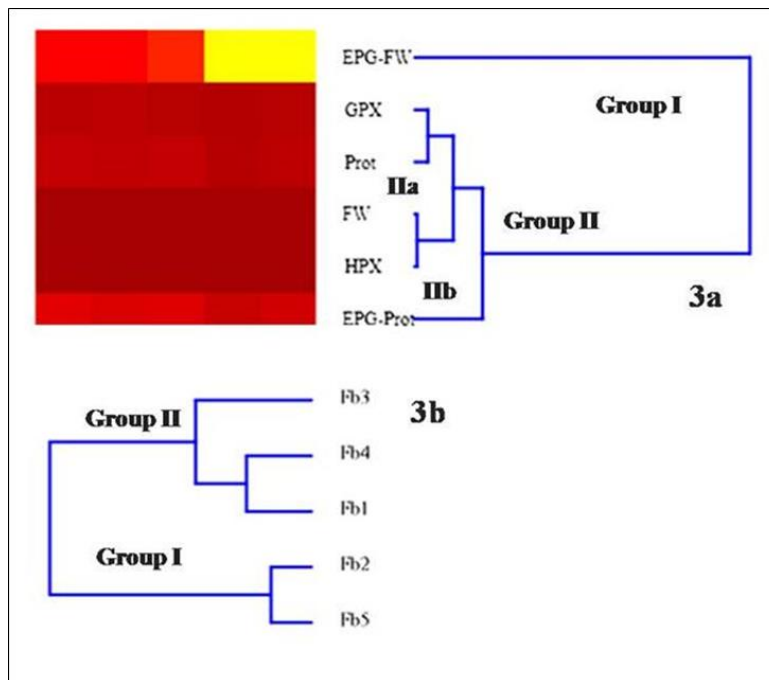 EPG-FW
Group I
GPX
Prot
IIa
FW
Group II
HPX
IIb
3a
EPG-Prot
Fb3
3b
Group II
Fb4
Fb1
Group I
Fb2
Fb5